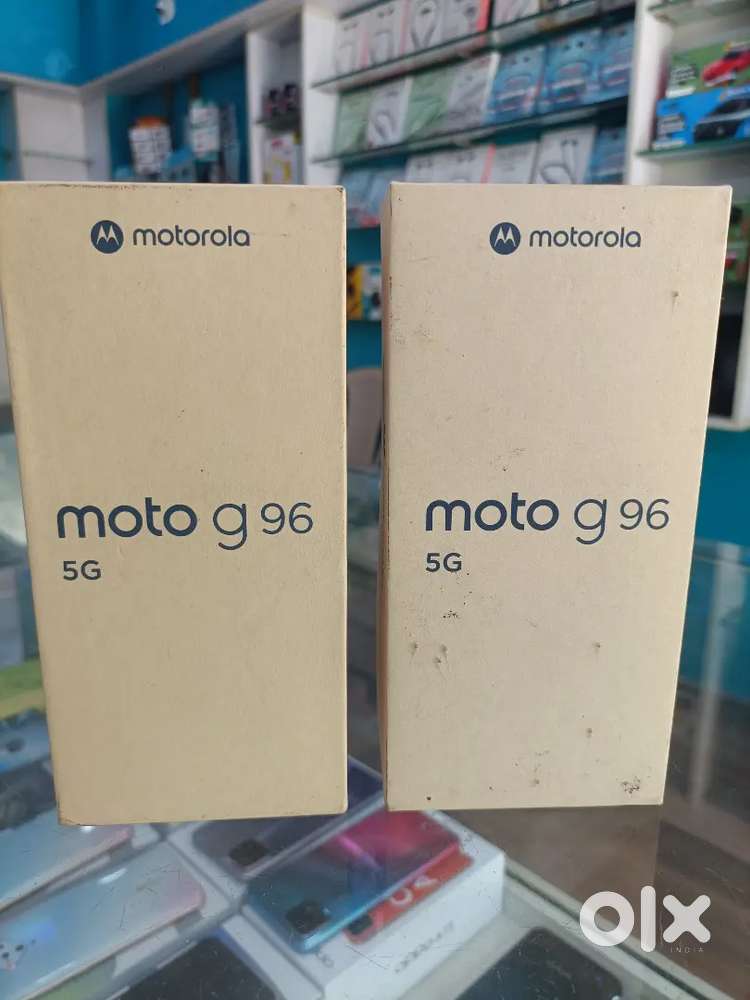 motorola
moto g 96
5G
motorola
moto g 96
5G
olx
INDIA